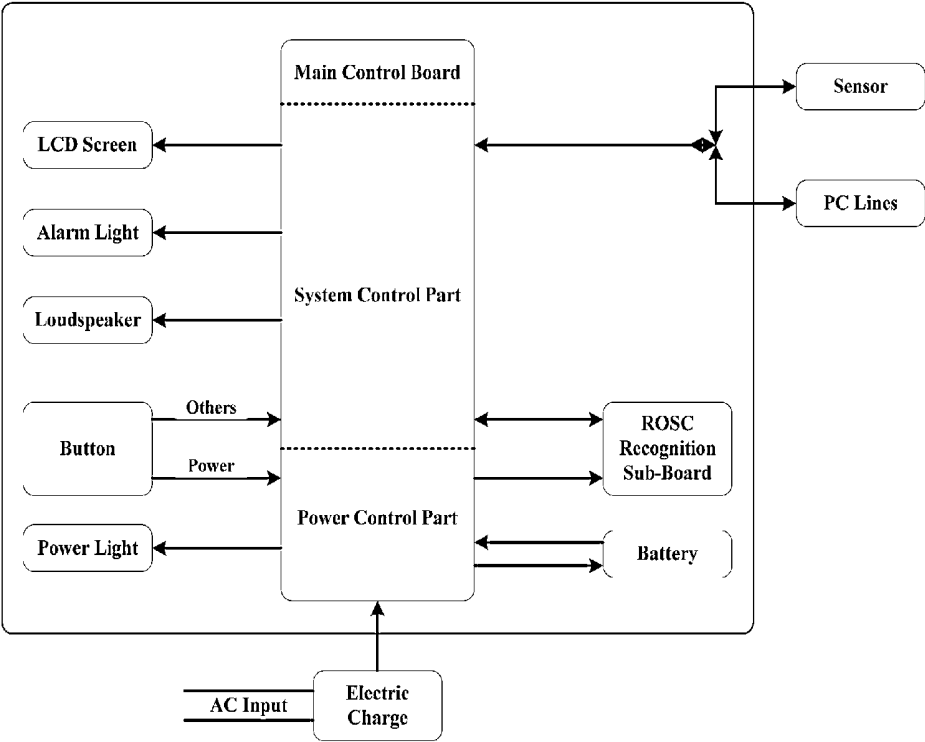 Main Control Board
Sensor
LCD Screen
PC Lines
Alarm Light
System Control Part
Loudspeaker
Others
Button
Power
ROSC
Recognition
Sub-Board
Power Control Part
Power Light
Battery
AC Input
Electric
Charge